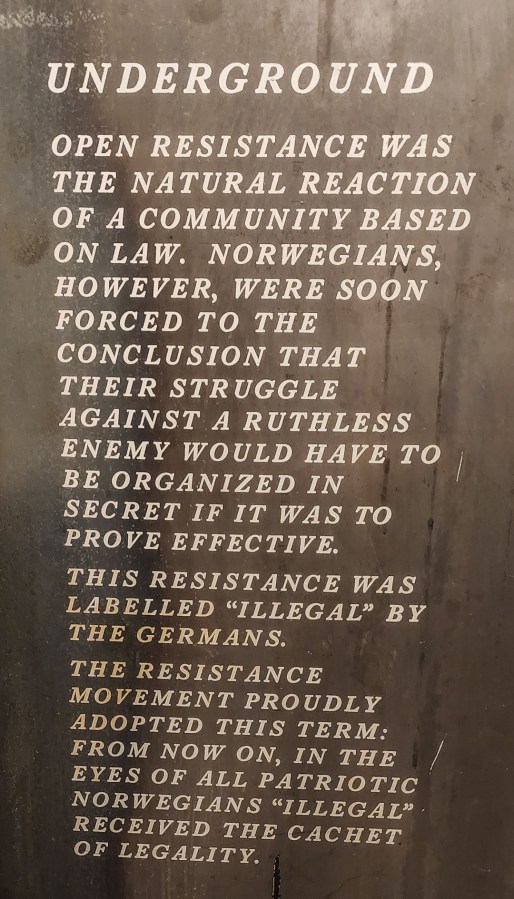 UNDERGROUND
OPEN RESISTANCE WAS
THE NATURAL REACTION
OF A COMMUNITY BASED
ON LAW. NORWEGIANS,
HOWEVER, WERE SOON
FORCED TO THE
CONCLUSION THAT
THEIR STRUGGLE
AGAINST A RUTHLESS
ENEMY WOULD HAVE TO
BE ORGANIZED IN
SECRET IF IT WAS TO
PROVE EFFECTIVE.
THIS RESISTANCE WAS
LABELLED “ILLEGAL” BY
THE GERMANS.
THE RESISTANCE
MOVEMENT PROUDLY
ADOPTED THIS TERM:
FROM NOW ON, IN THE
EYES OF ALL PATRIOTIC
NORWEGIANS “ILLEGAL”
RECEIVED THE CACHET
OF LEGALITY.